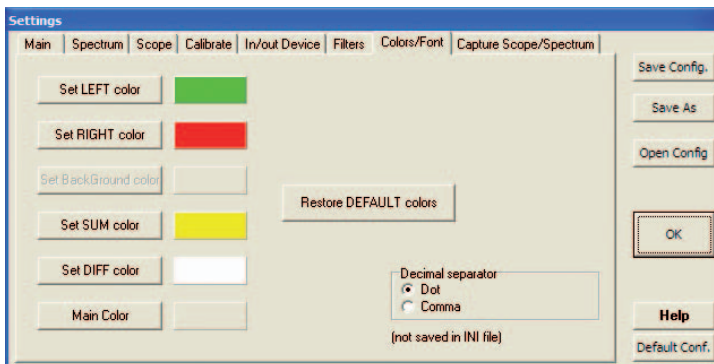 Settings
Main Spectrum Scope Calibrate In/out Device Filters Colors/Font Capture Scope/Spectrum
Set LEFT color
Set RIGHT color
Set BackGround color
Set SUM color
Set DIFF color
Main Color
Restore DEFAULT colors
Decimal separator
Dot
Comma
(not saved in INI file)
Save Config.
Save As
Open Config
OK
Help
Default Conf.